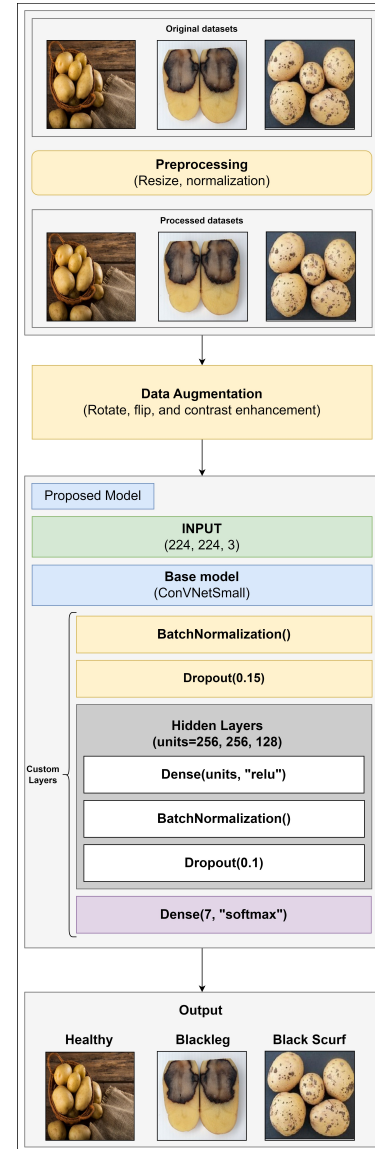 Original datasets
Preprocessing
(Resize, normalization)
Processed datasets
Data Augmentation
(Rotate, flip, and contrast enhancement)
Proposed Model
INPUT
(224, 224, 3)
Base model
(ConVNetSmall)
Custom
Layers
BatchNormalization()
Dropout(0.15)
Hidden Layers
(units=256, 256, 128)
Dense(units, "relu")
BatchNormalization()
Dropout(0.1)
Dense(7, "softmax")
Output
Healthy
Blackleg
Black Scurf